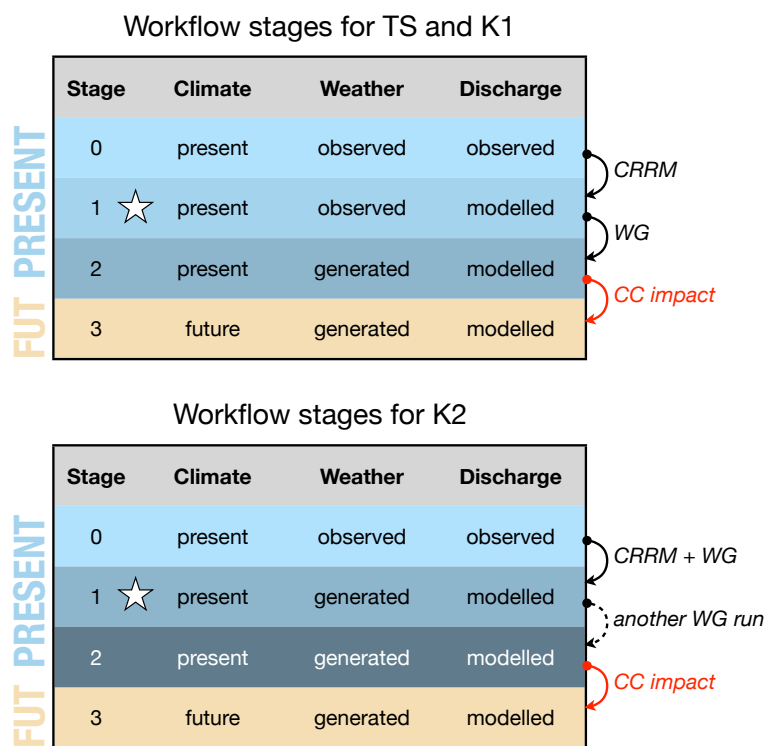 Workflow stages for TS and K1
Stage Climate Weather Discharge
0 present observed observed
CRRM
1 present observed modelled
WG
2 present generated modelled
CC impact
3 future generated modelled
PRESENT
FUT
Workflow stages for K2
Stage Climate Weather Discharge
0 present observed observed
CRRM + WG
1 present generated modelled
another WG run
2 present generated modelled
CC impact
3 future generated modelled
PRESENT
FUT